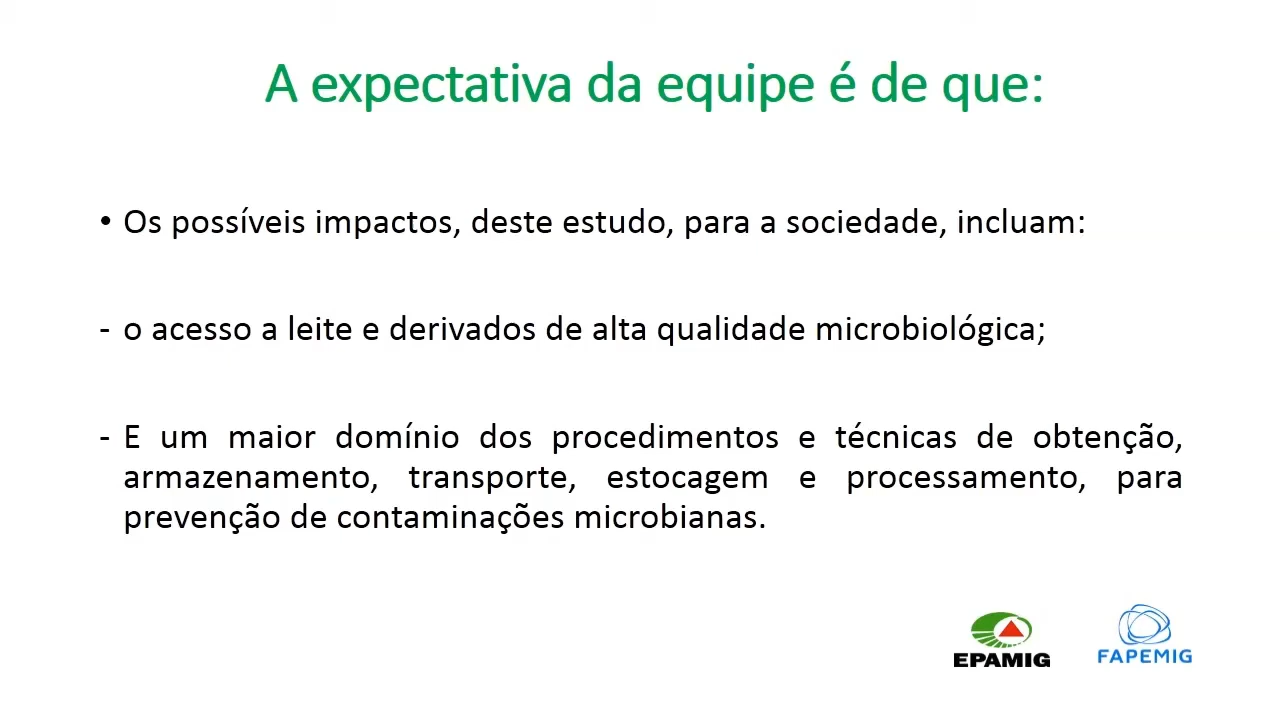 A expectativa da equipe é de que:
• Os possíveis impactos, deste estudo, para a sociedade, incluam:
- o acesso a leite e derivados de alta qualidade microbiológica;
- E um maior domínio dos procedimentos e técnicas de obtenção,
armazenamento, transporte, estocagem e processamento, para
prevenção de contaminações microbianas.
EPAMIG
FAPEMIG